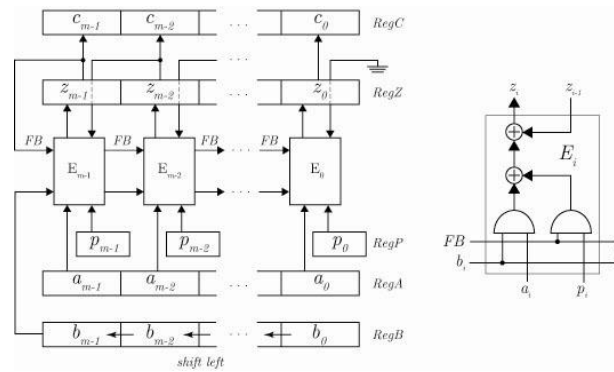 c_{m-1} c_{m-2} · · · c_0 RegC
z_{m-1} z_{m-2} · · · z_0 RegZ
FB FB FB · · · FB
E_{m-1} E_{m-2} E_0
· · ·
p_{m-1} p_{m-2} p_0 RegP
a_{m-1} a_{m-2} · · · a_0 RegA
b_{m-1} b_{m-2} · · · b_0 RegB
shift left
z_i z_{i-1}
E_i
FB
b_i
a_i p_i